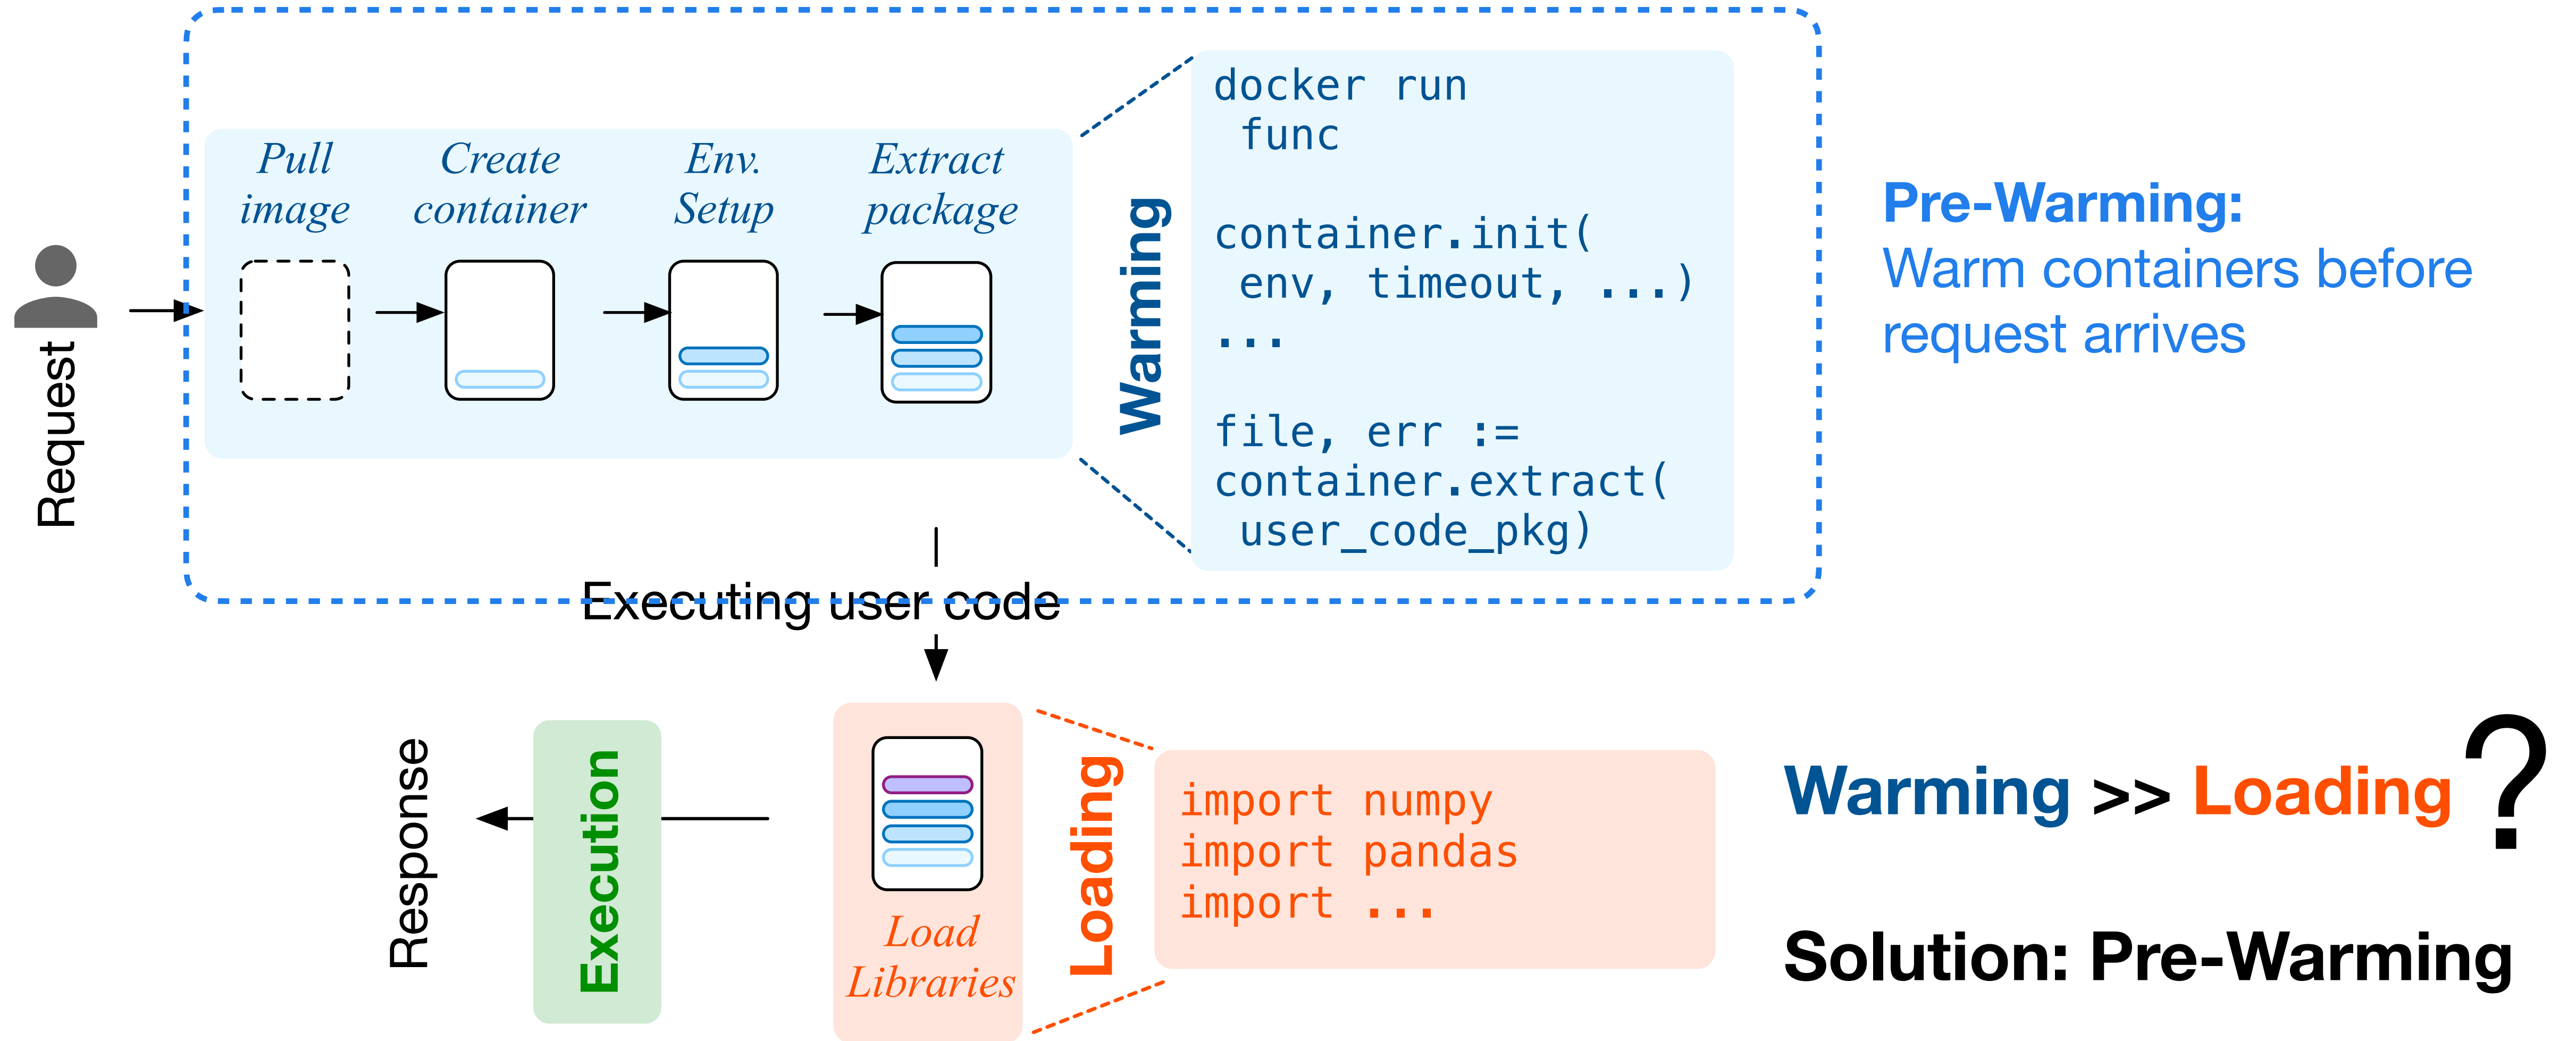 Request
Pull
image
Create
container
Env.
Setup
Extract
package
Warming
docker run
func
container.init(
env, timeout, ...)
...
file, err :=
container.extract(
user_code_pkg)
Pre-Warming:
Warm containers before
request arrives
Executing user code
Response
Execution
Load
Libraries
Loading
import numpy
import pandas
import ...
Warming >> Loading ?
Solution: Pre-Warming